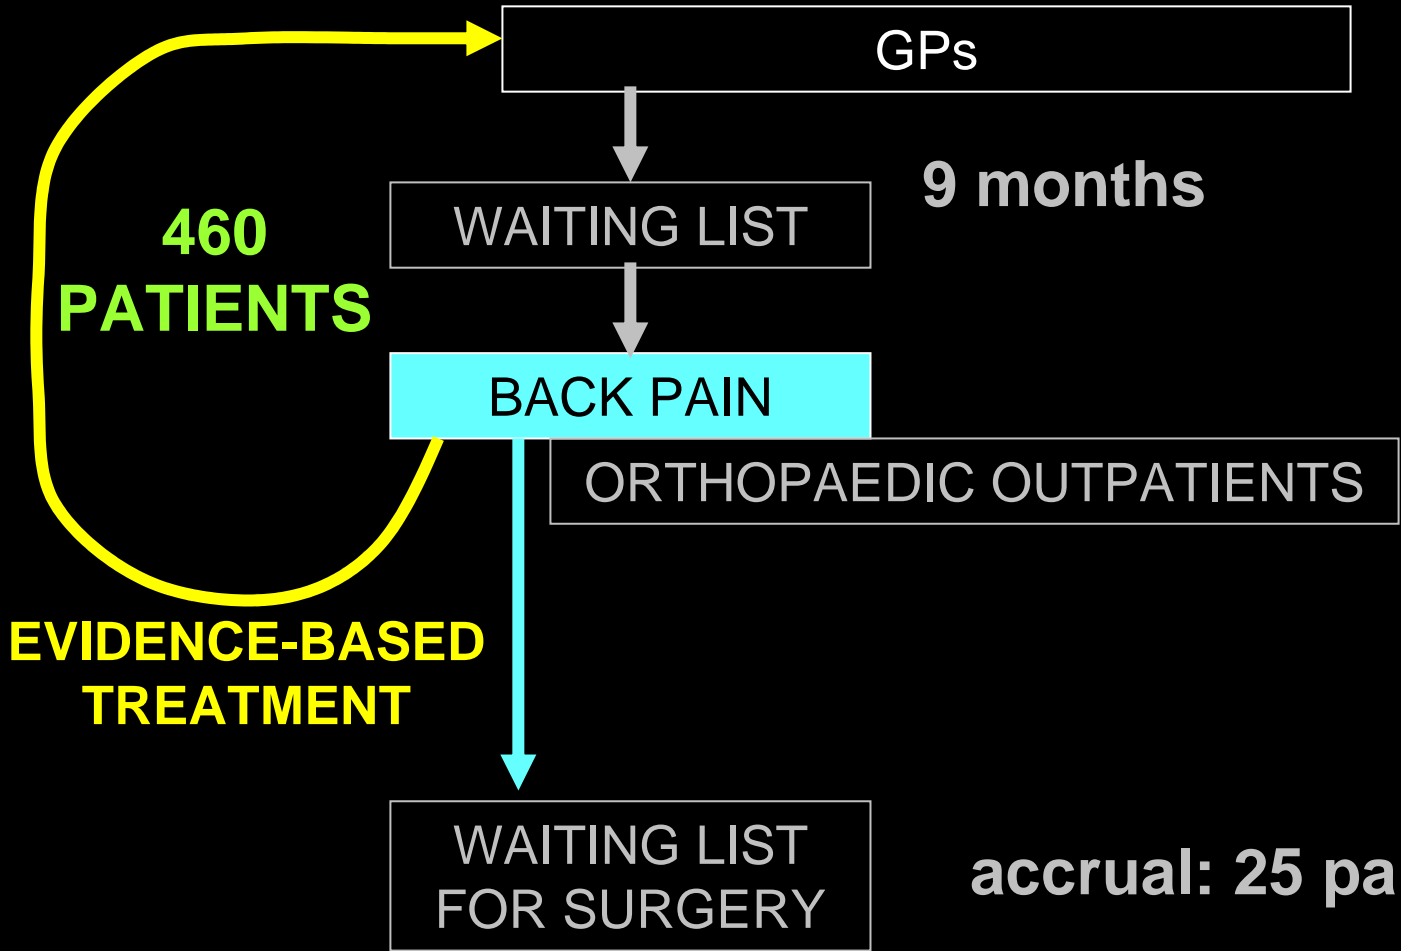 GPs
9 months
WAITING LIST
460
PATIENTS
BACK PAIN
ORTHOPAEDIC OUTPATIENTS
EVIDENCE-BASED
TREATMENT
WAITING LIST
FOR SURGERY
accrual: 25 pa